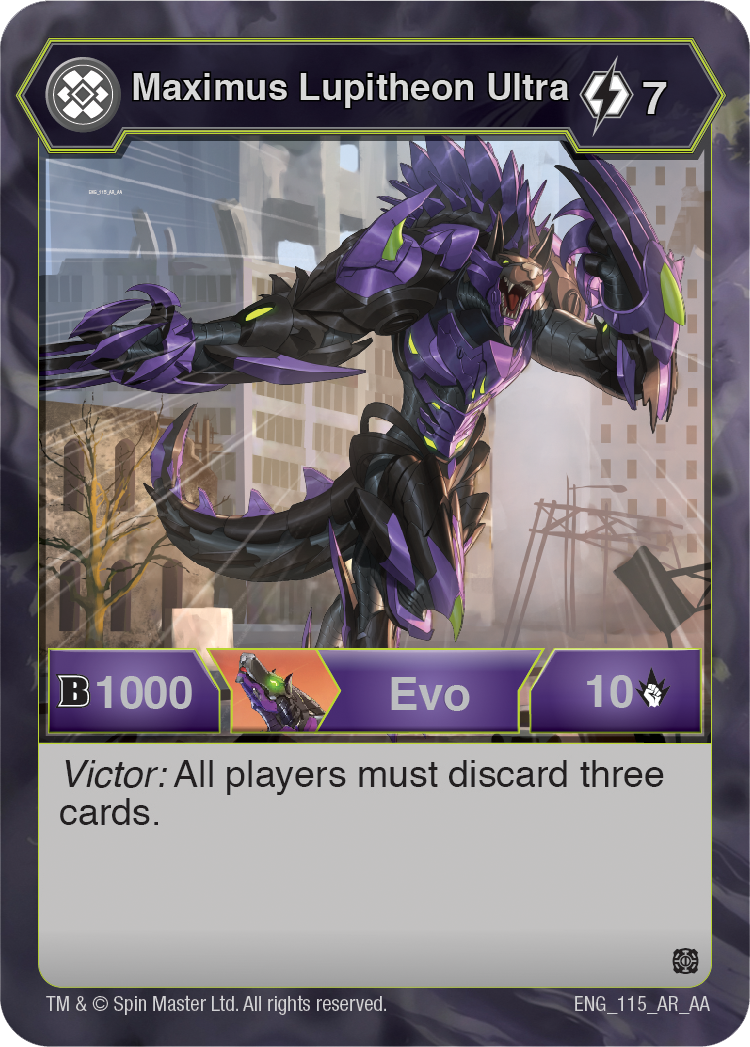 Maximus Lupitheon Ultra 7
ENG_115_AR_AA
B 1000 Evo 10
Victor: All players must discard three
cards.
TM & © Spin Master Ltd. All rights reserved. ENG_115_AR_AA